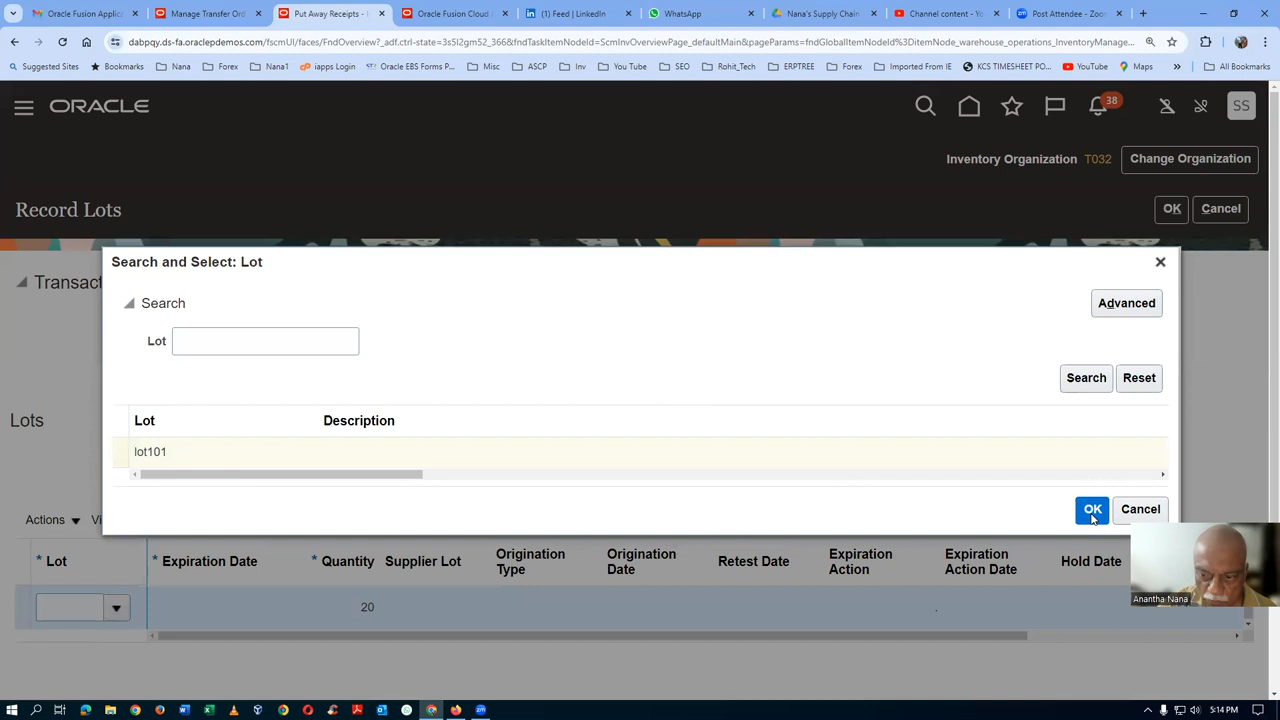 Oracle Fusion Applic
Manage Transfer Ord
Put Away Receipts -
Oracle Fusion Cloud
(1) Feed | LinkedIn
WhatsApp
Nana's Supply Chain
Channel content - Yo
Post Attendee - Zoo
dabpqy.ds-fa.oraclepdemos.com/fscmUI/faces/FndOverview?_adf.ctrl-state=3s5l2gm52_366&fndTaskItemNodeId=ScmInvOverviewPage_defaultMain&pageParams=fndGlobalItemNodeId%3DitemNode_warehouse_operations_InventoryManage...
Suggested Sites
Bookmarks
Nana
Forex
Nana1
iapps Login
Oracle EBS Forms P...
Misc
ASCP
Inv
You Tube
SEO
Rohit_Tech
ERPTREE
Forex
Imported From IE
KCS TIMESHEET PO...
YouTube
Maps
All Bookmarks
ORACLE
38
SS
Inventory Organization T032 Change Organization
Record Lots
OK Cancel
Transact
Search and Select: Lot
Search
Advanced
Lot
Search Reset
Lots
Lot Description
lot101
OK Cancel
Actions Vi
* Lot * Expiration Date * Quantity Supplier Lot Origination Type Origination Date Retest Date Expiration Action Expiration Action Date Hold Date
20
Anantha Nana
5:14 PM